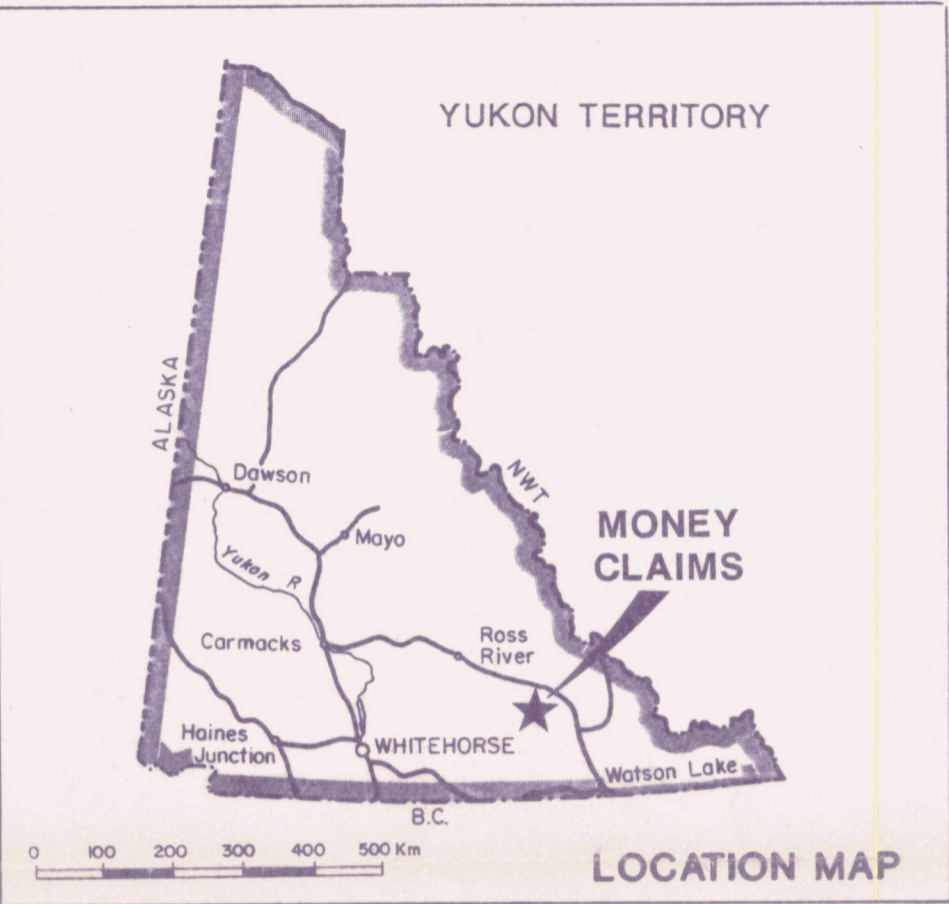 YUKON TERRITORY
ALASKA
Dawson
NWT
MONEY
CLAIMS
Mayo
Yukon R
Carmacks
Ross
River
Haines
Junction
WHITEHORSE
Watson Lake
B.C.
0 100 200 300 400 500 Km
LOCATION MAP